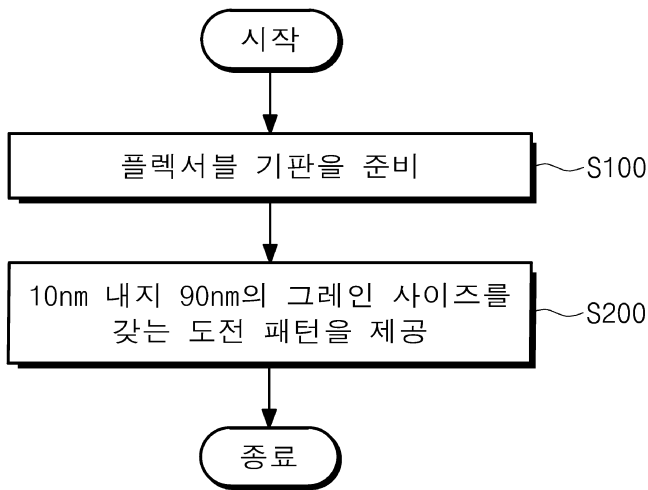 시작
플렉서블 기판을 준비
S100
10nm 내지 90nm의 그레인 사이즈를
갖는 도전 패턴을 제공
S200
종료